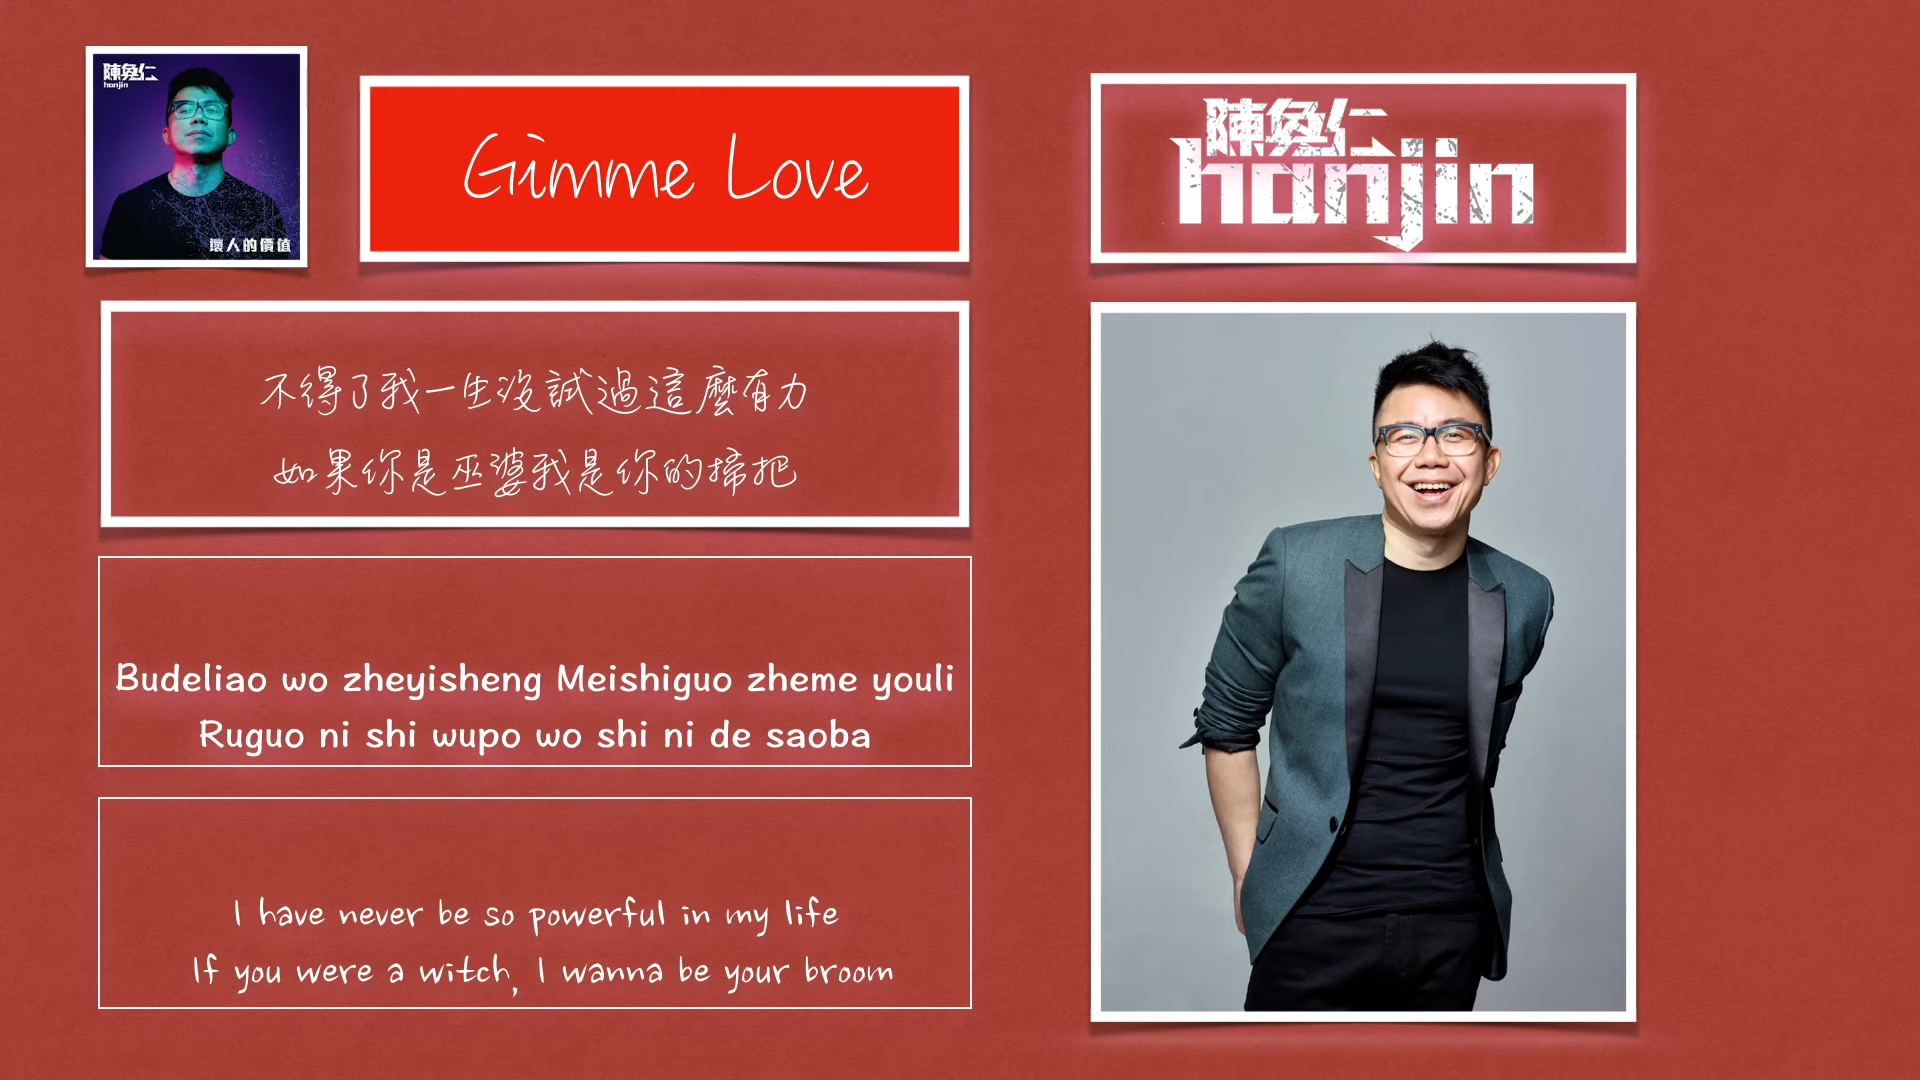 陳奐仁
hanjin
壞人的價值
Gimme Love
陳奐仁
hanjin
不得了我一生沒試過這麼有力
如果你是巫婆我是你的掃把
Budeliao wo zheyisheng Meishiguo zheme youli
Ruguo ni shi wupo wo shi ni de saoba
I have never be so powerful in my life
If you were a witch, I wanna be your broom